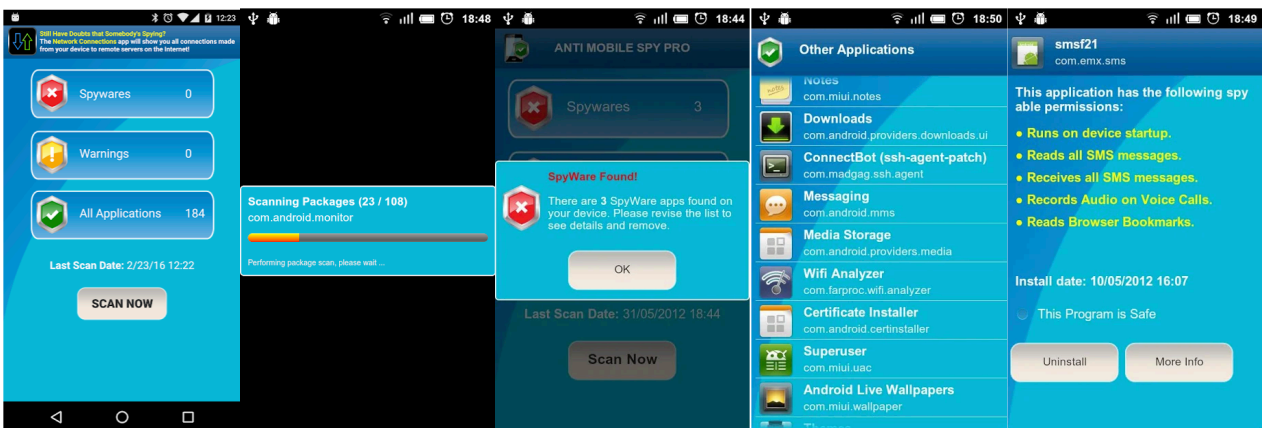 12:23
Still Have Doubts that Somebody's Spying?
The Network Connections app will show you all connections made
from your device to remote servers on the Internet!
Spywares 0
Warnings 0
All Applications 184
Last Scan Date: 2/23/16 12:22
SCAN NOW
18:48
Scanning Packages (23 / 108)
com.android.monitor
Performing package scan, please wait ...
18:44
ANTI MOBILE SPY PRO
Spywares 3
SpyWare Found!
There are 3 SpyWare apps found on
your device. Please revise the list to
see details and remove.
OK
Last Scan Date: 31/05/2012 18:44
Scan Now
18:50
Other Applications
Notes
com.miui.notes
Downloads
com.android.providers.downloads.ui
ConnectBot (ssh-agent-patch)
com.madgag.ssh.agent
Messaging
com.android.mms
Media Storage
com.android.providers.media
Wifi Analyzer
com.farproc.wifi.analyzer
Certificate Installer
com.android.certinstaller
Superuser
com.miui.uac
Android Live Wallpapers
com.miui.wallpaper
18:49
smsf21
com.emx.sms
This application has the following spy
able permissions:
● Runs on device startup.
● Reads all SMS messages.
● Receives all SMS messages.
● Records Audio on Voice Calls.
● Reads Browser Bookmarks.
Install date: 10/05/2012 16:07
This Program is Safe
Uninstall
More Info